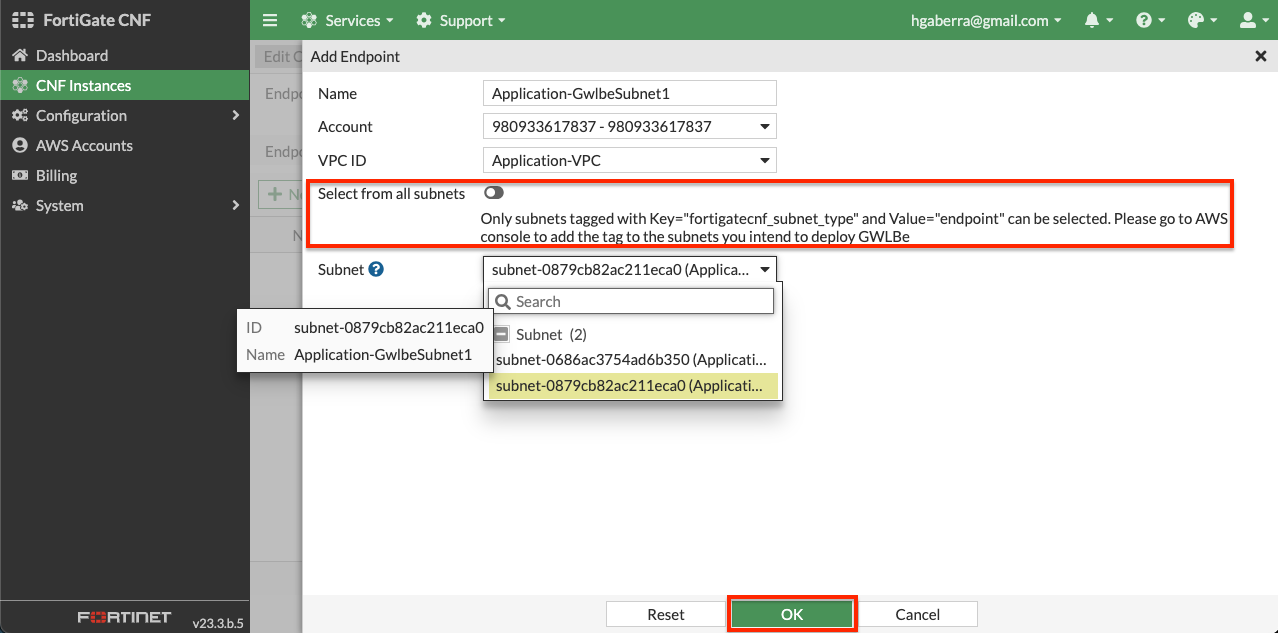 FortiGate CNF
Services
Support
hgaberra@gmail.com
Dashboard
CNF Instances
Configuration
AWS Accounts
Billing
System
Edit C
Add Endpoint
Endpo
Endpo
Name
Application-GwlbeSubnet1
Account
980933617837 - 980933617837
VPC ID
Application-VPC
Select from all subnets
Only subnets tagged with Key="fortigatecnf_subnet_type" and Value="endpoint" can be selected. Please go to AWS
console to add the tag to the subnets you intend to deploy GWLBe
Subnet
subnet-0879cb82ac211eca0 (Applica...
Search
ID subnet-0879cb82ac211eca0
Name Application-GwlbeSubnet1
Subnet (2)
subnet-0686ac3754ad6b350 (Applicati...
subnet-0879cb82ac211eca0 (Applicati...
Reset
OK
Cancel
FORTINET
v23.3.b.5